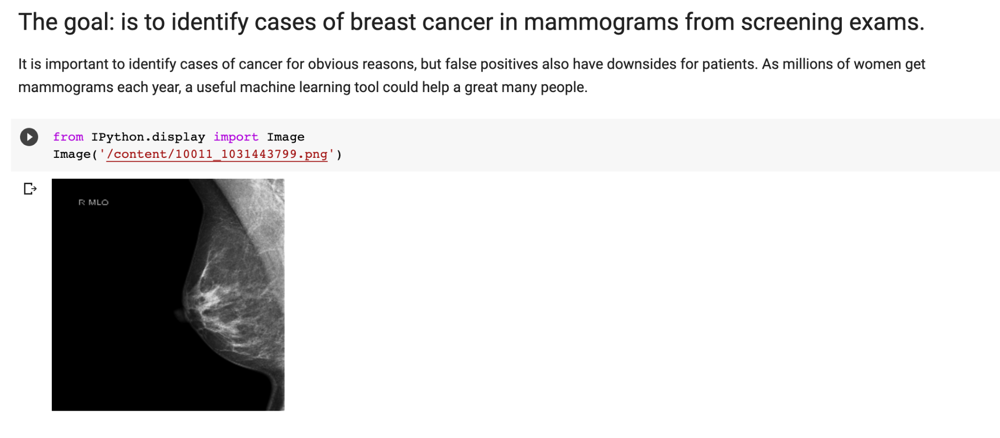 The goal: is to identify cases of breast cancer in mammograms from screening exams.
It is important to identify cases of cancer for obvious reasons, but false positives also have downsides for patients. As millions of women get
mammograms each year, a useful machine learning tool could help a great many people.
from IPython.display import Image
Image('/content/10011_1031443799.png')
R MLO